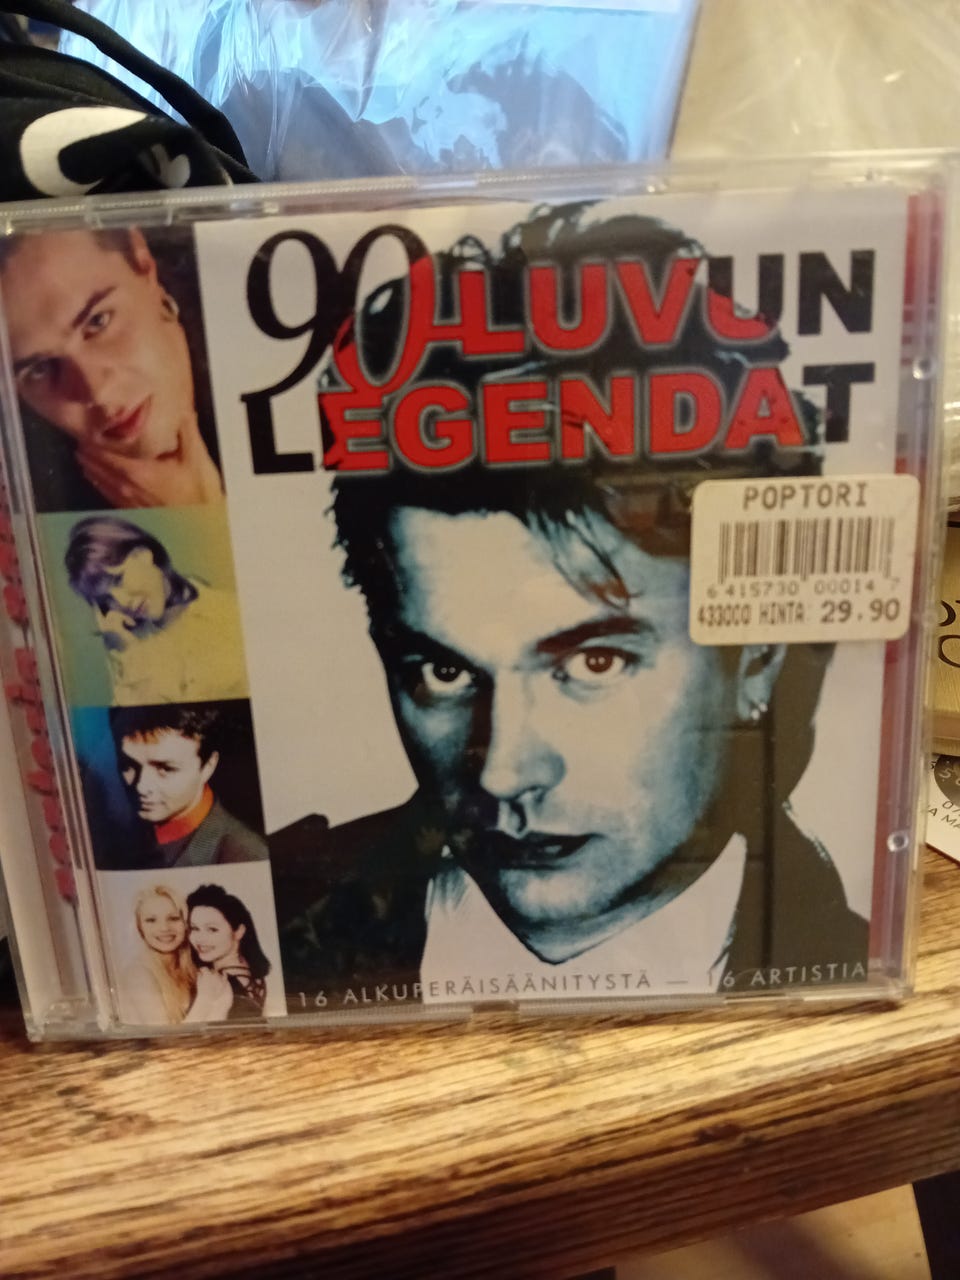 90-LUVUN
LEGENDAT
POPTORI
6 415730 00014 7
433000 HINTA: 29.90
16 ALKUPERÄISÄÄNITYSTÄ — 16 ARTISTIA